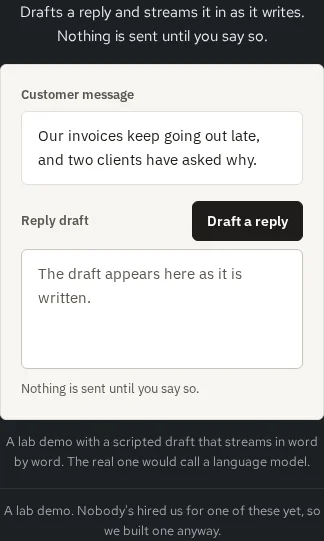 Drafts a reply and streams it in as it writes.
Nothing is sent until you say so.
Customer message
Our invoices keep going out late,
and two clients have asked why.
Reply draft
Draft a reply
The draft appears here as it is
written.
Nothing is sent until you say so.
A lab demo with a scripted draft that streams in word
by word. The real one would call a language model.
A lab demo. Nobody's hired us for one of these yet, so
we built one anyway.